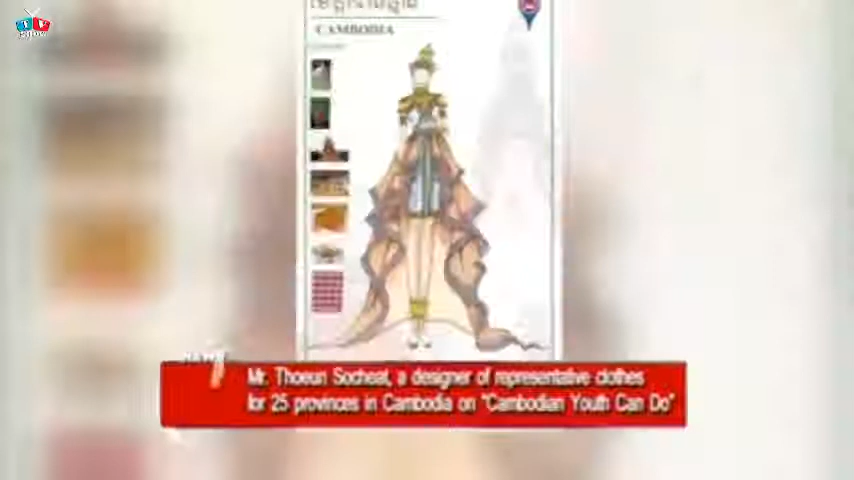 CAMBODIA
Mr. Thoeun Socheat, a designer of representative clothes
for 25 provinces in Cambodia on "Cambodian Youth Can Do"